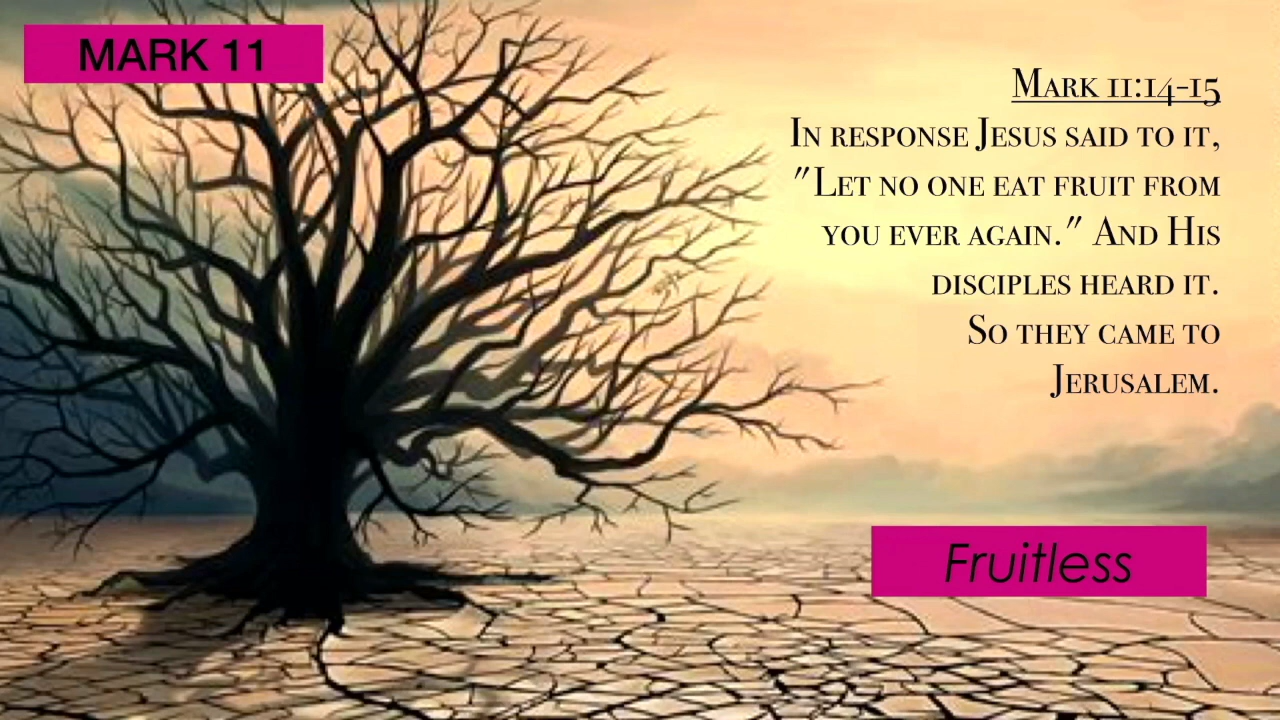 MARK 11
Mark 11:14-15
In response Jesus said to it,
"Let no one eat fruit from
you ever again." And His
disciples heard it.
So they came to
Jerusalem.
Fruitless